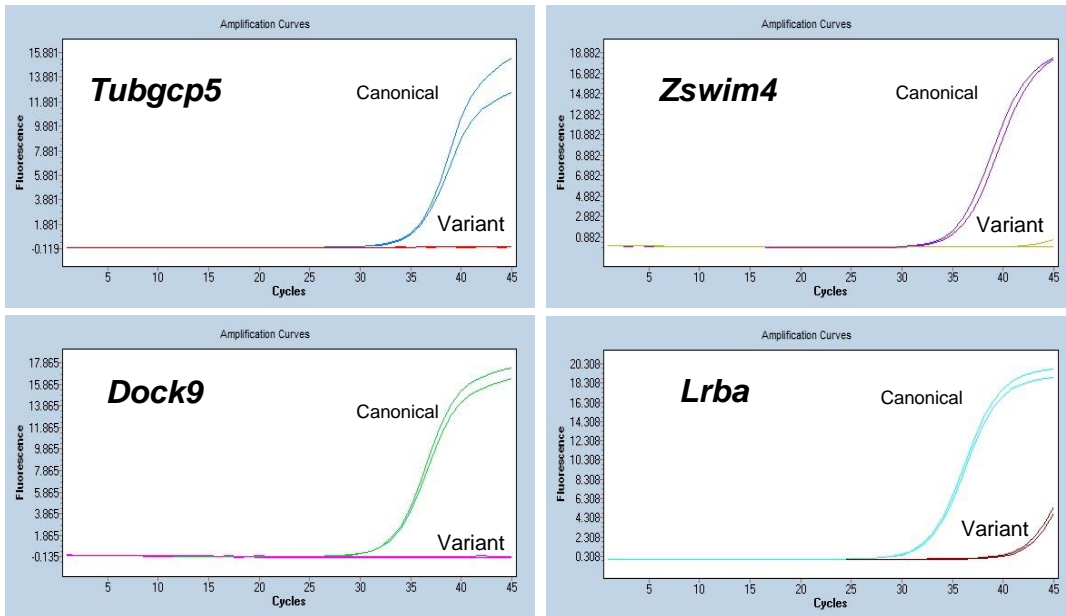 Amplification Curves
15.881
13.881
11.881
9.881
7.881
5.881
3.881
1.881
-0.119
Fluorescence
Tubgcp5
Canonical
Variant
5 10 15 20 25 30 35 40 45
Cycles
Amplification Curves
18.882
16.882
14.882
12.882
10.882
8.882
6.882
4.882
2.882
0.882
Fluorescence
Zswim4
Canonical
Variant
5 10 15 20 25 30 35 40 45
Cycles
Amplification Curves
17.865
15.865
13.865
11.865
9.865
7.865
5.865
3.865
1.865
-0.135
Fluorescence
Dock9
Canonical
Variant
5 10 15 20 25 30 35 40 45
Cycles
Amplification Curves
20.308
18.308
16.308
14.308
12.308
10.308
8.308
6.308
4.308
2.308
0.308
Fluorescence
Lrba
Canonical
Variant
5 10 15 20 25 30 35 40 45
Cycles